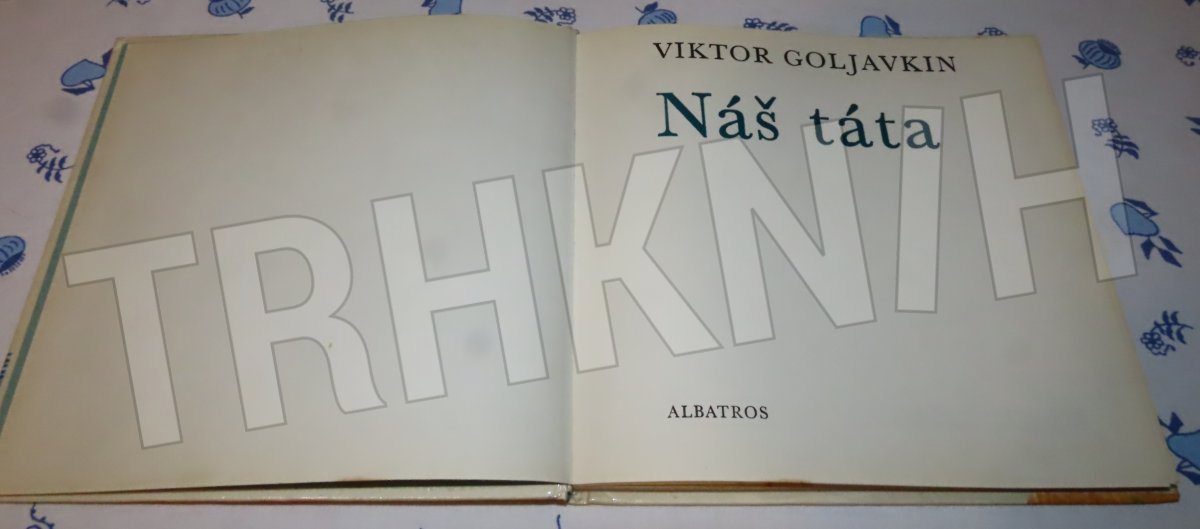 VIKTOR GOLJAVKIN
Náš táta
TRHKNIH
ALBATROS